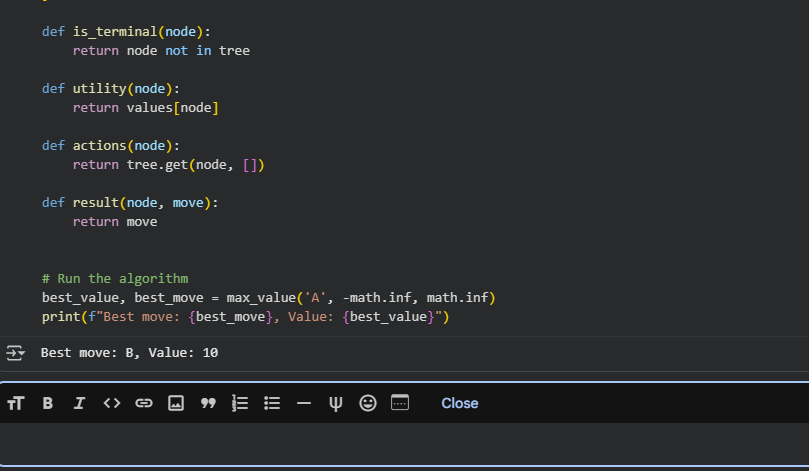 def is_terminal(node):
    return node not in tree

def utility(node):
    return values[node]

def actions(node):
    return tree.get(node, [])

def result(node, move):
    return move

# Run the algorithm
best_value, best_move = max_value('A', -math.inf, math.inf)
print(f"Best move: {best_move}, Value: {best_value}")
Best move: B, Value: 10
Close